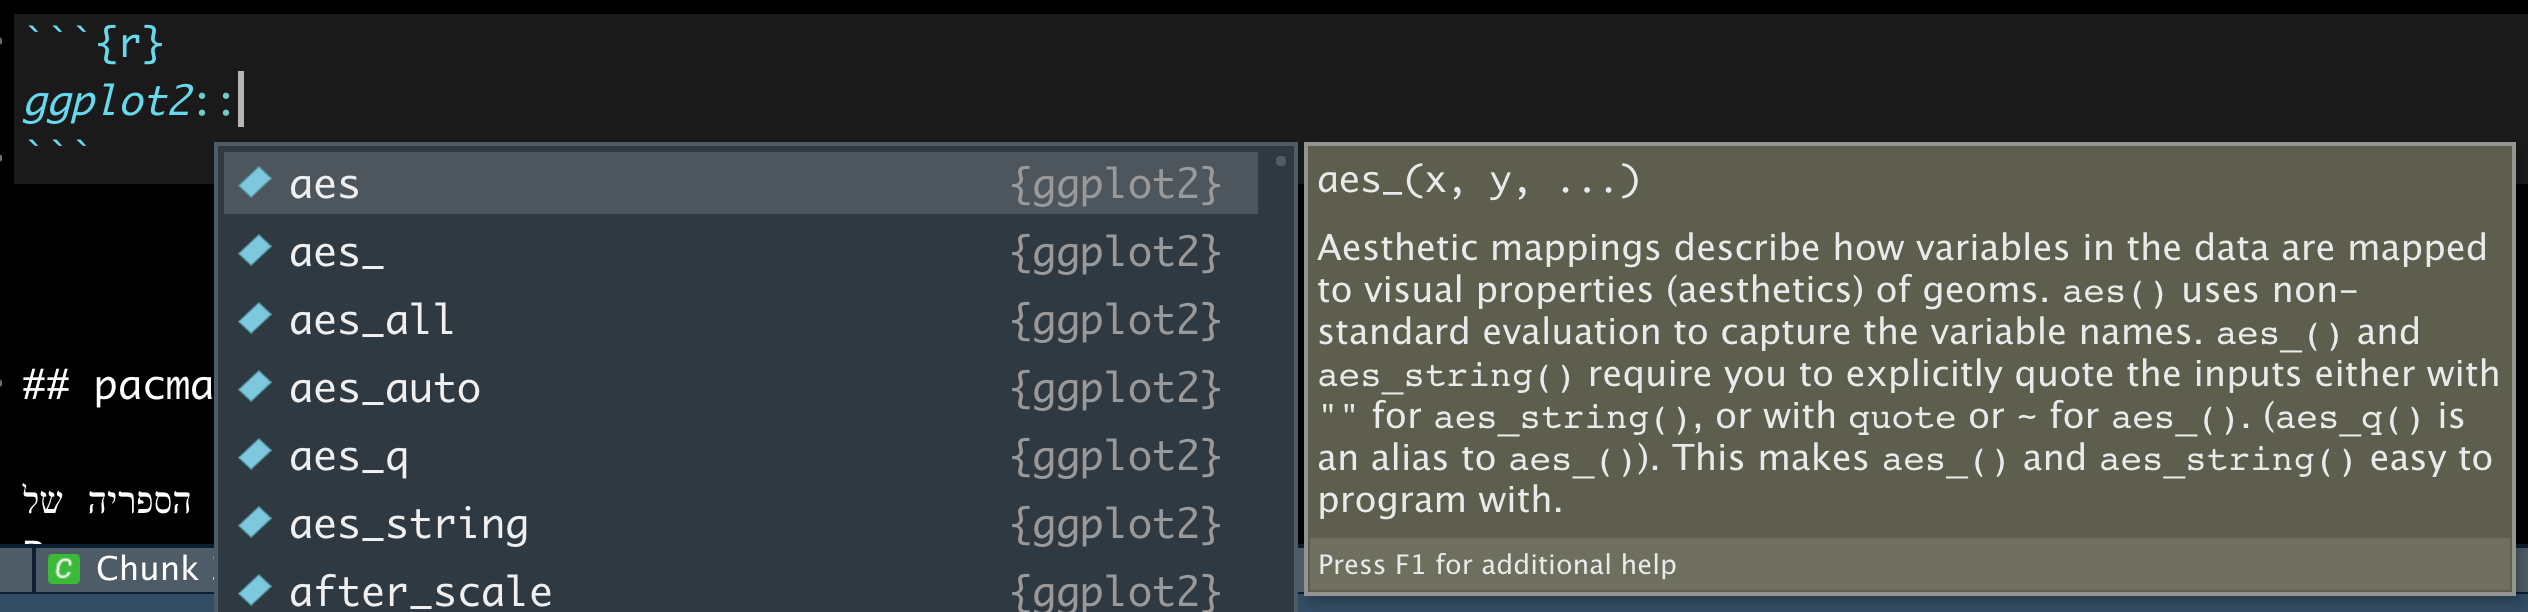 ```{r}
ggplot2::
```
aes {ggplot2}
aes_ {ggplot2}
aes_all {ggplot2}
aes_auto {ggplot2}
aes_q {ggplot2}
aes_string {ggplot2}
after_scale {ggplot2}
aes_(x, y, ...)
Aesthetic mappings describe how variables in the data are mapped
to visual properties (aesthetics) of geoms. aes() uses non-
standard evaluation to capture the variable names. aes_() and
aes_string() require you to explicitly quote the inputs either with
"" for aes_string(), or with quote or ~ for aes_(). (aes_q() is
an alias to aes_()). This makes aes_() and aes_string() easy to
program with.
Press F1 for additional help
## pacma
הספריה של
C Chunk